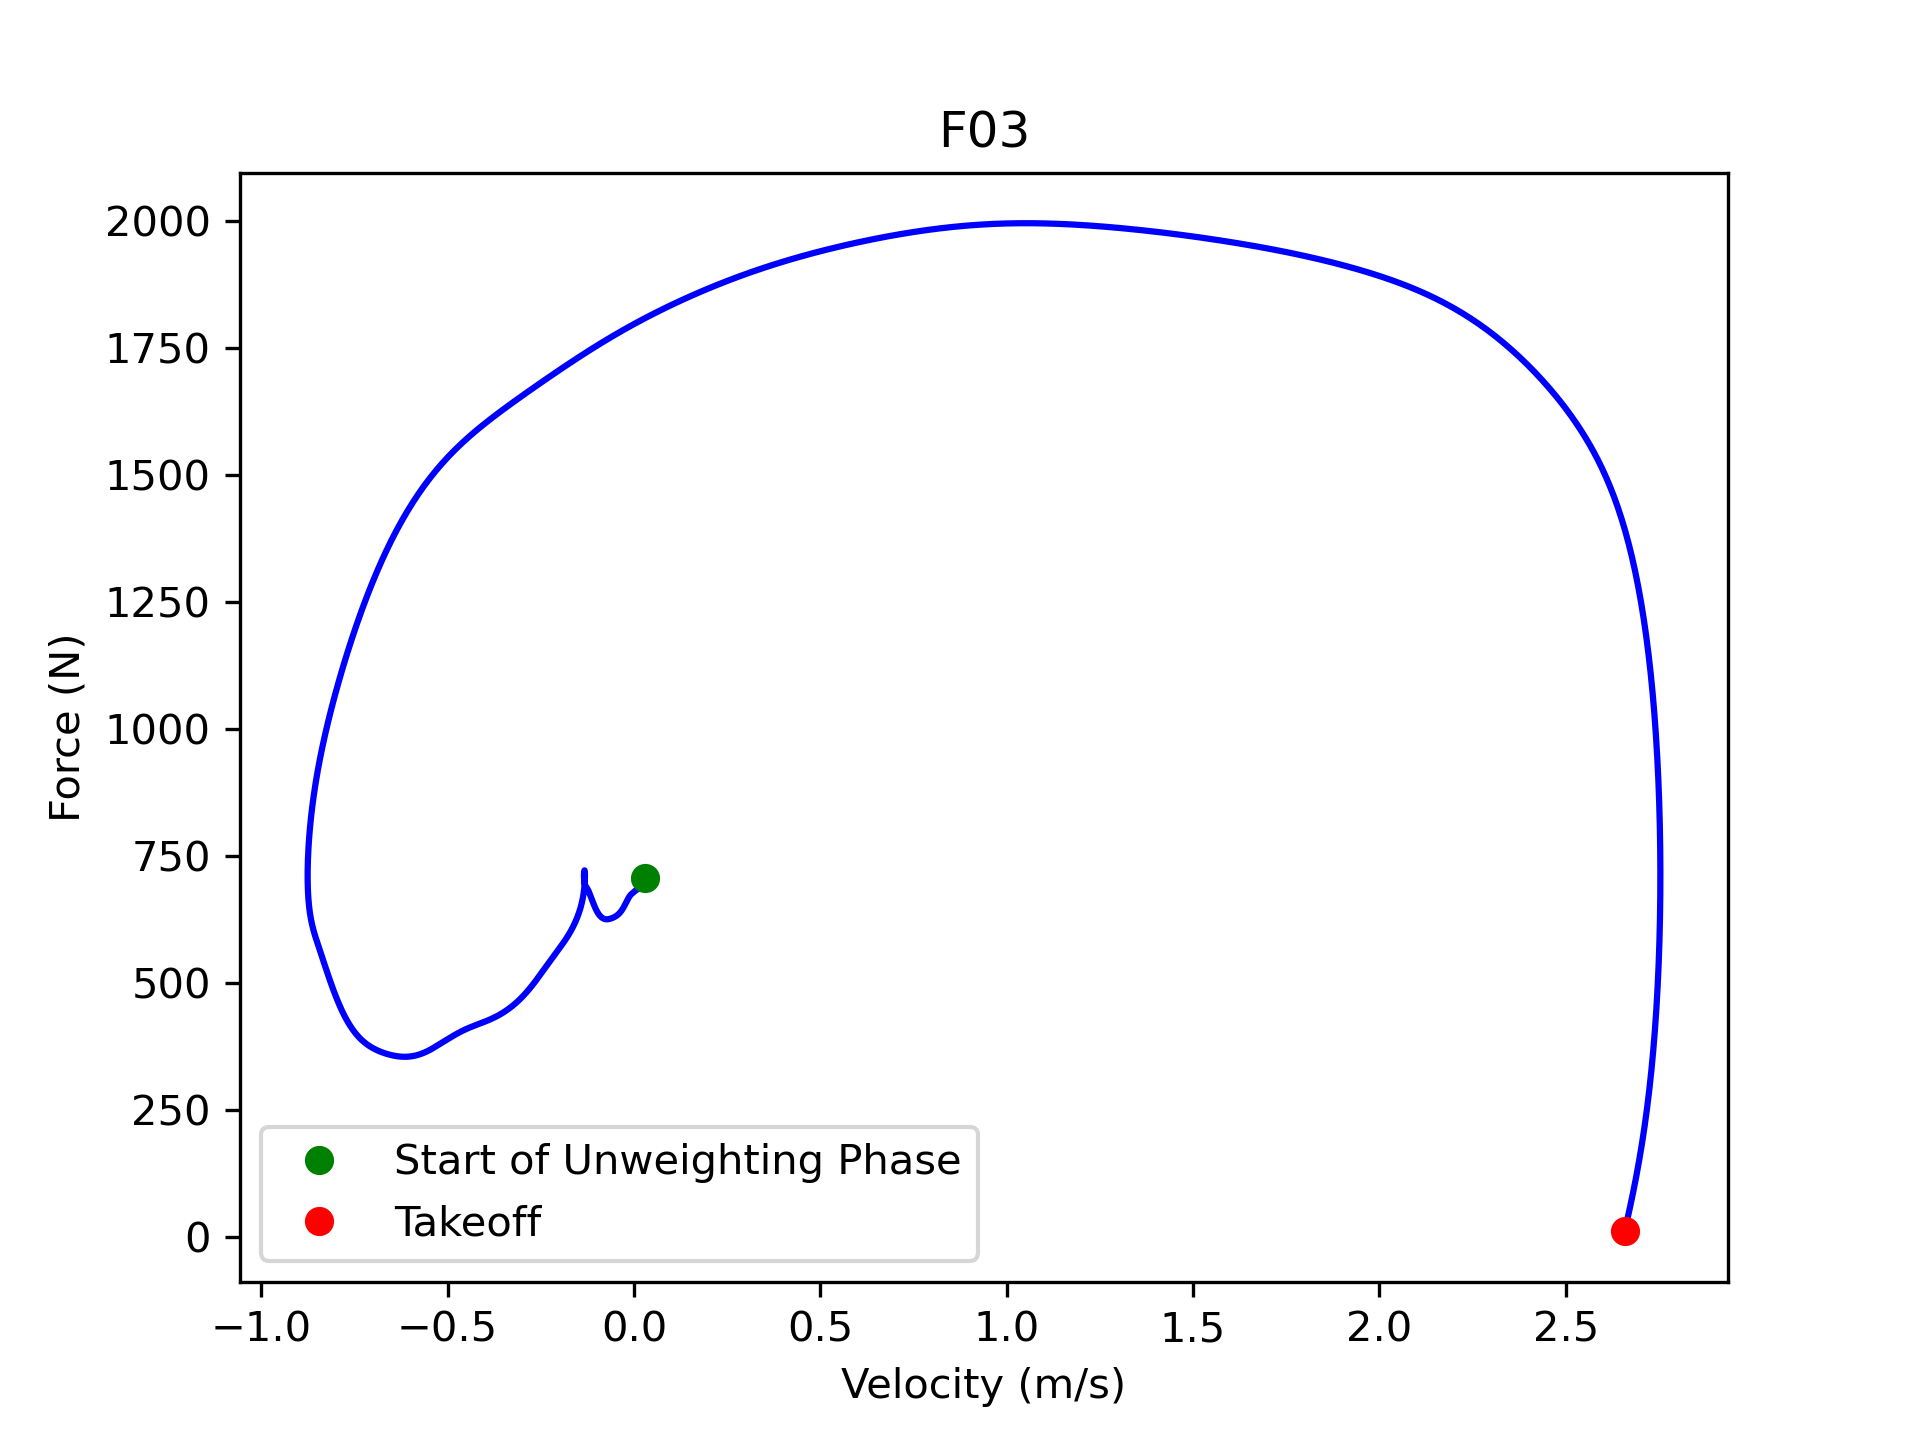 F03
2000
1750
1500
1250
1000
750
500
250
0
Force (N)
Start of Unweighting Phase
Takeoff
−1.0 −0.5 0.0 0.5 1.0 1.5 2.0 2.5
Velocity (m/s)